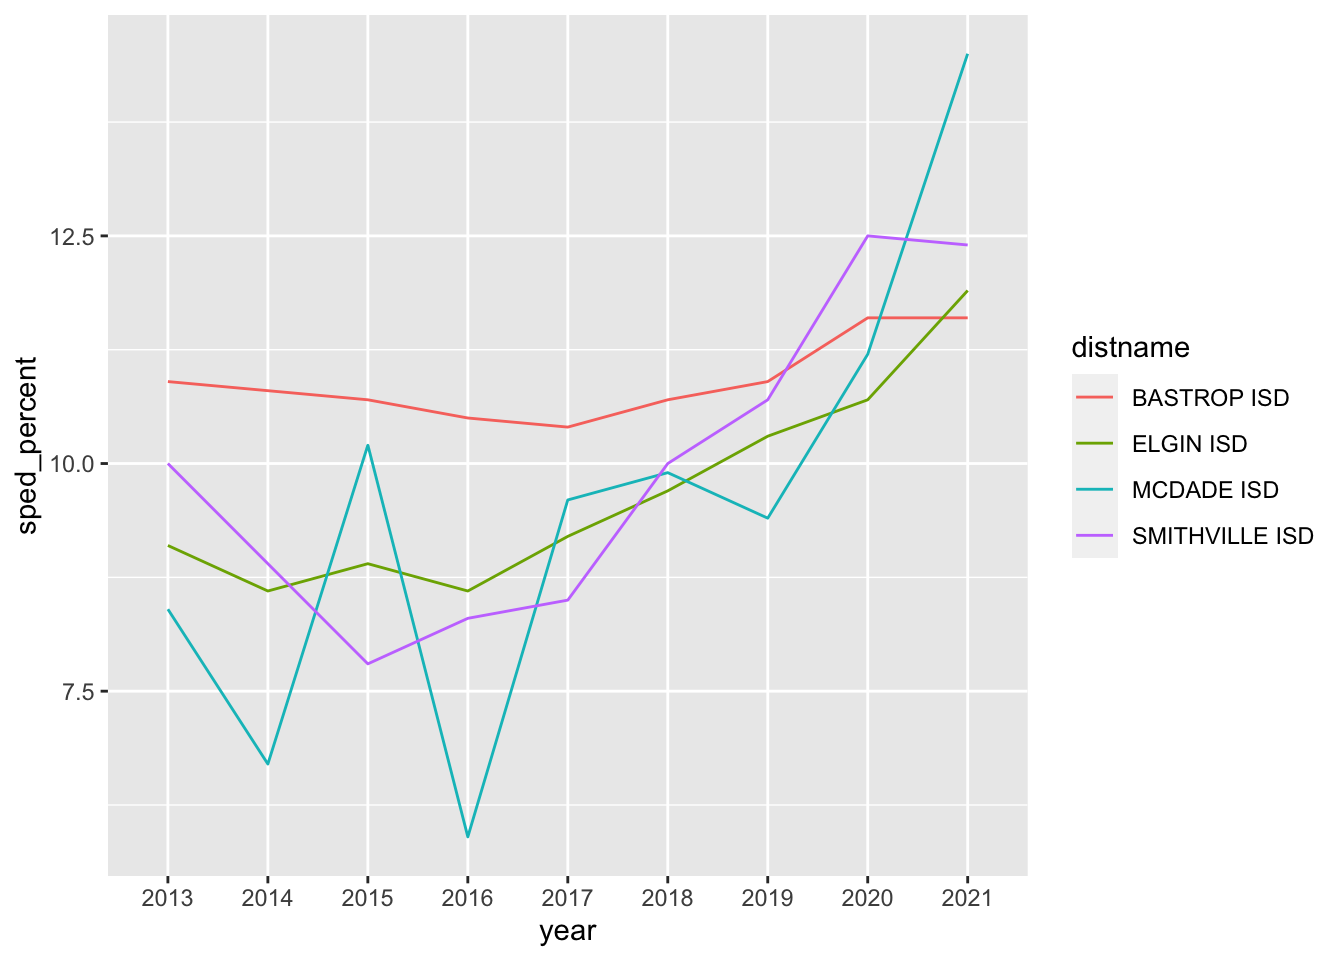 sped_percent
12.5
10.0
7.5
2013 2014 2015 2016 2017 2018 2019 2020 2021
year
distname
BASTROP ISD
ELGIN ISD
MCDADE ISD
SMITHVILLE ISD